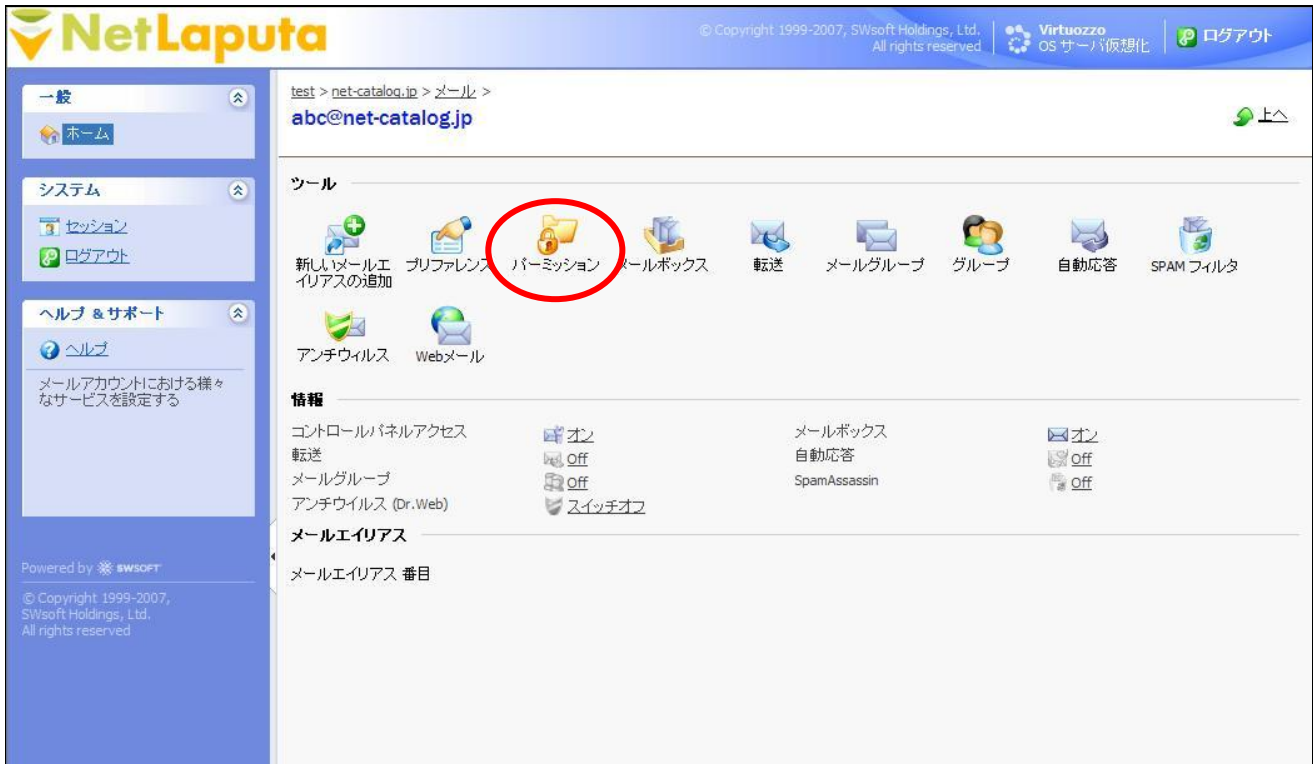 NetLaputa
© Copyright 1999-2007, SWsoft Holdings, Ltd.
All rights reserved
Virtuozzo
OS サーバ仮想化
ログアウト
一般
ホーム
システム
セッション
ログアウト
ヘルプ & サポート
ヘルプ
メールアカウントにおける様々
なサービスを設定する
Powered by SWSOFT
© Copyright 1999-2007,
SWsoft Holdings, Ltd.
All rights reserved
test > net-catalog.jp > メール >
abc@net-catalog.jp
上へ
ツール
新しいメールエ
イリアスの追加
プリファレンス
パーミッション
メールボックス
転送
メールグループ
グループ
自動応答
SPAM フィルタ
アンチウィルス
Webメール
情報
コントロールパネルアクセス オン メールボックス オン
転送 Off 自動応答 Off
メールグループ Off SpamAssassin Off
アンチウイルス (Dr.Web) スイッチオフ
メールエイリアス
メールエイリアス 番目